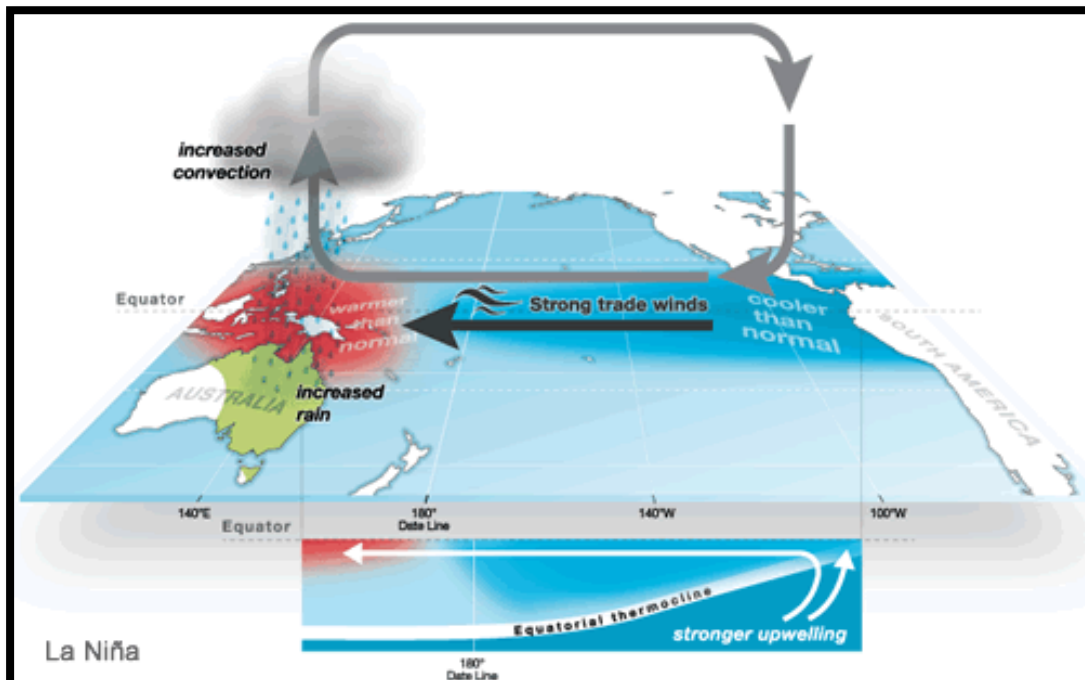 increased
convection
Equator
warmer
than
normal
Strong trade winds
cooler
than
normal
AUSTRALIA
increased
rain
SOUTH AMERICA
140°E
180°
Date Line
140°W
100°W
Equator
Equatorial thermocline
stronger upwelling
La Niña
180°
Date Line